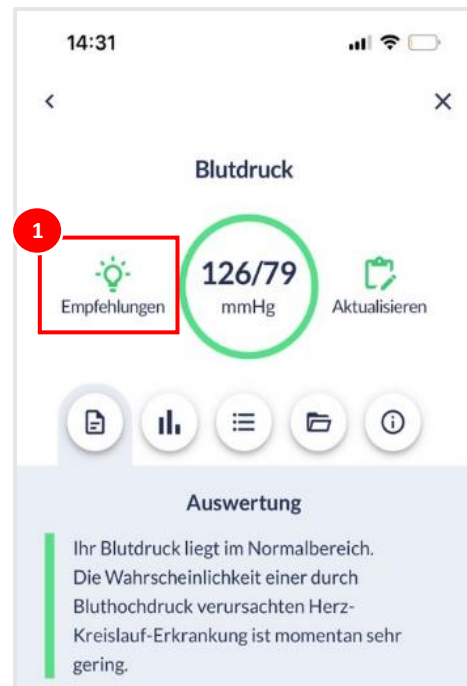 14:31
Blutdruck
1
126/79
mmHg
Empfehlungen
Aktualisieren
Auswertung
Ihr Blutdruck liegt im Normalbereich.
Die Wahrscheinlichkeit einer durch
Bluthochdruck verursachten Herz-
Kreislauf-Erkrankung ist momentan sehr
gering.